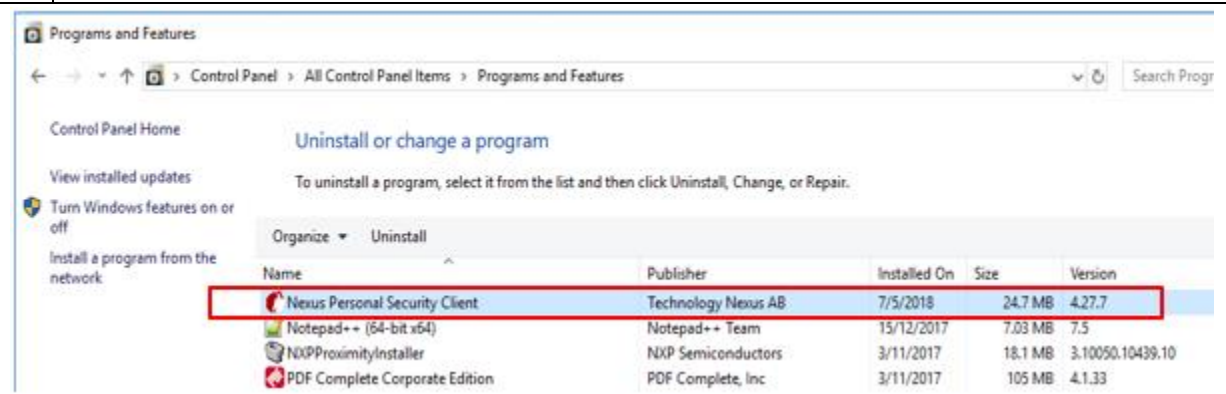 Programs and Features
Control Panel > All Control Panel Items > Programs and Features
Search Progr
Control Panel Home
View installed updates
Turn Windows features on or
off
Install a program from the
network
Uninstall or change a program
To uninstall a program, select it from the list and then click Uninstall, Change, or Repair.
Organize Uninstall
Name Publisher Installed On Size Version
Nexus Personal Security Client Technology Nexus AB 7/5/2018 24.7 MB 4.27.7
Notepad++ (64-bit x64) Notepad++ Team 15/12/2017 7.03 MB 7.5
NXPProximityInstaller NXP Semiconductors 3/11/2017 18.1 MB 3.10050.10439.10
PDF Complete Corporate Edition PDF Complete, Inc 3/11/2017 105 MB 4.1.33